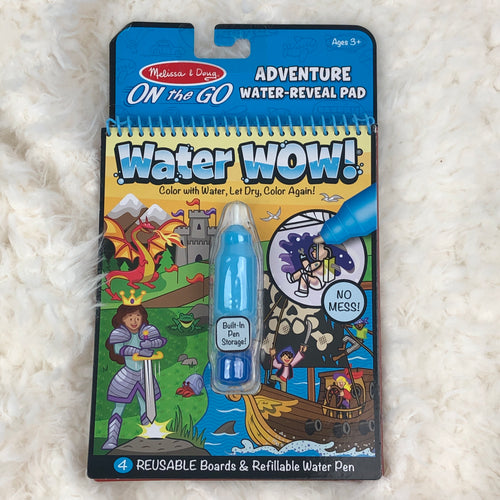 Ages 3+
Melissa & Doug
ON the GO
ADVENTURE
WATER-REVEAL PAD
Water WOW!
Color with Water, Let Dry, Color Again!
NO
MESS!
Built-In
Pen
Storage!
4 REUSABLE Boards & Refillable Water Pen